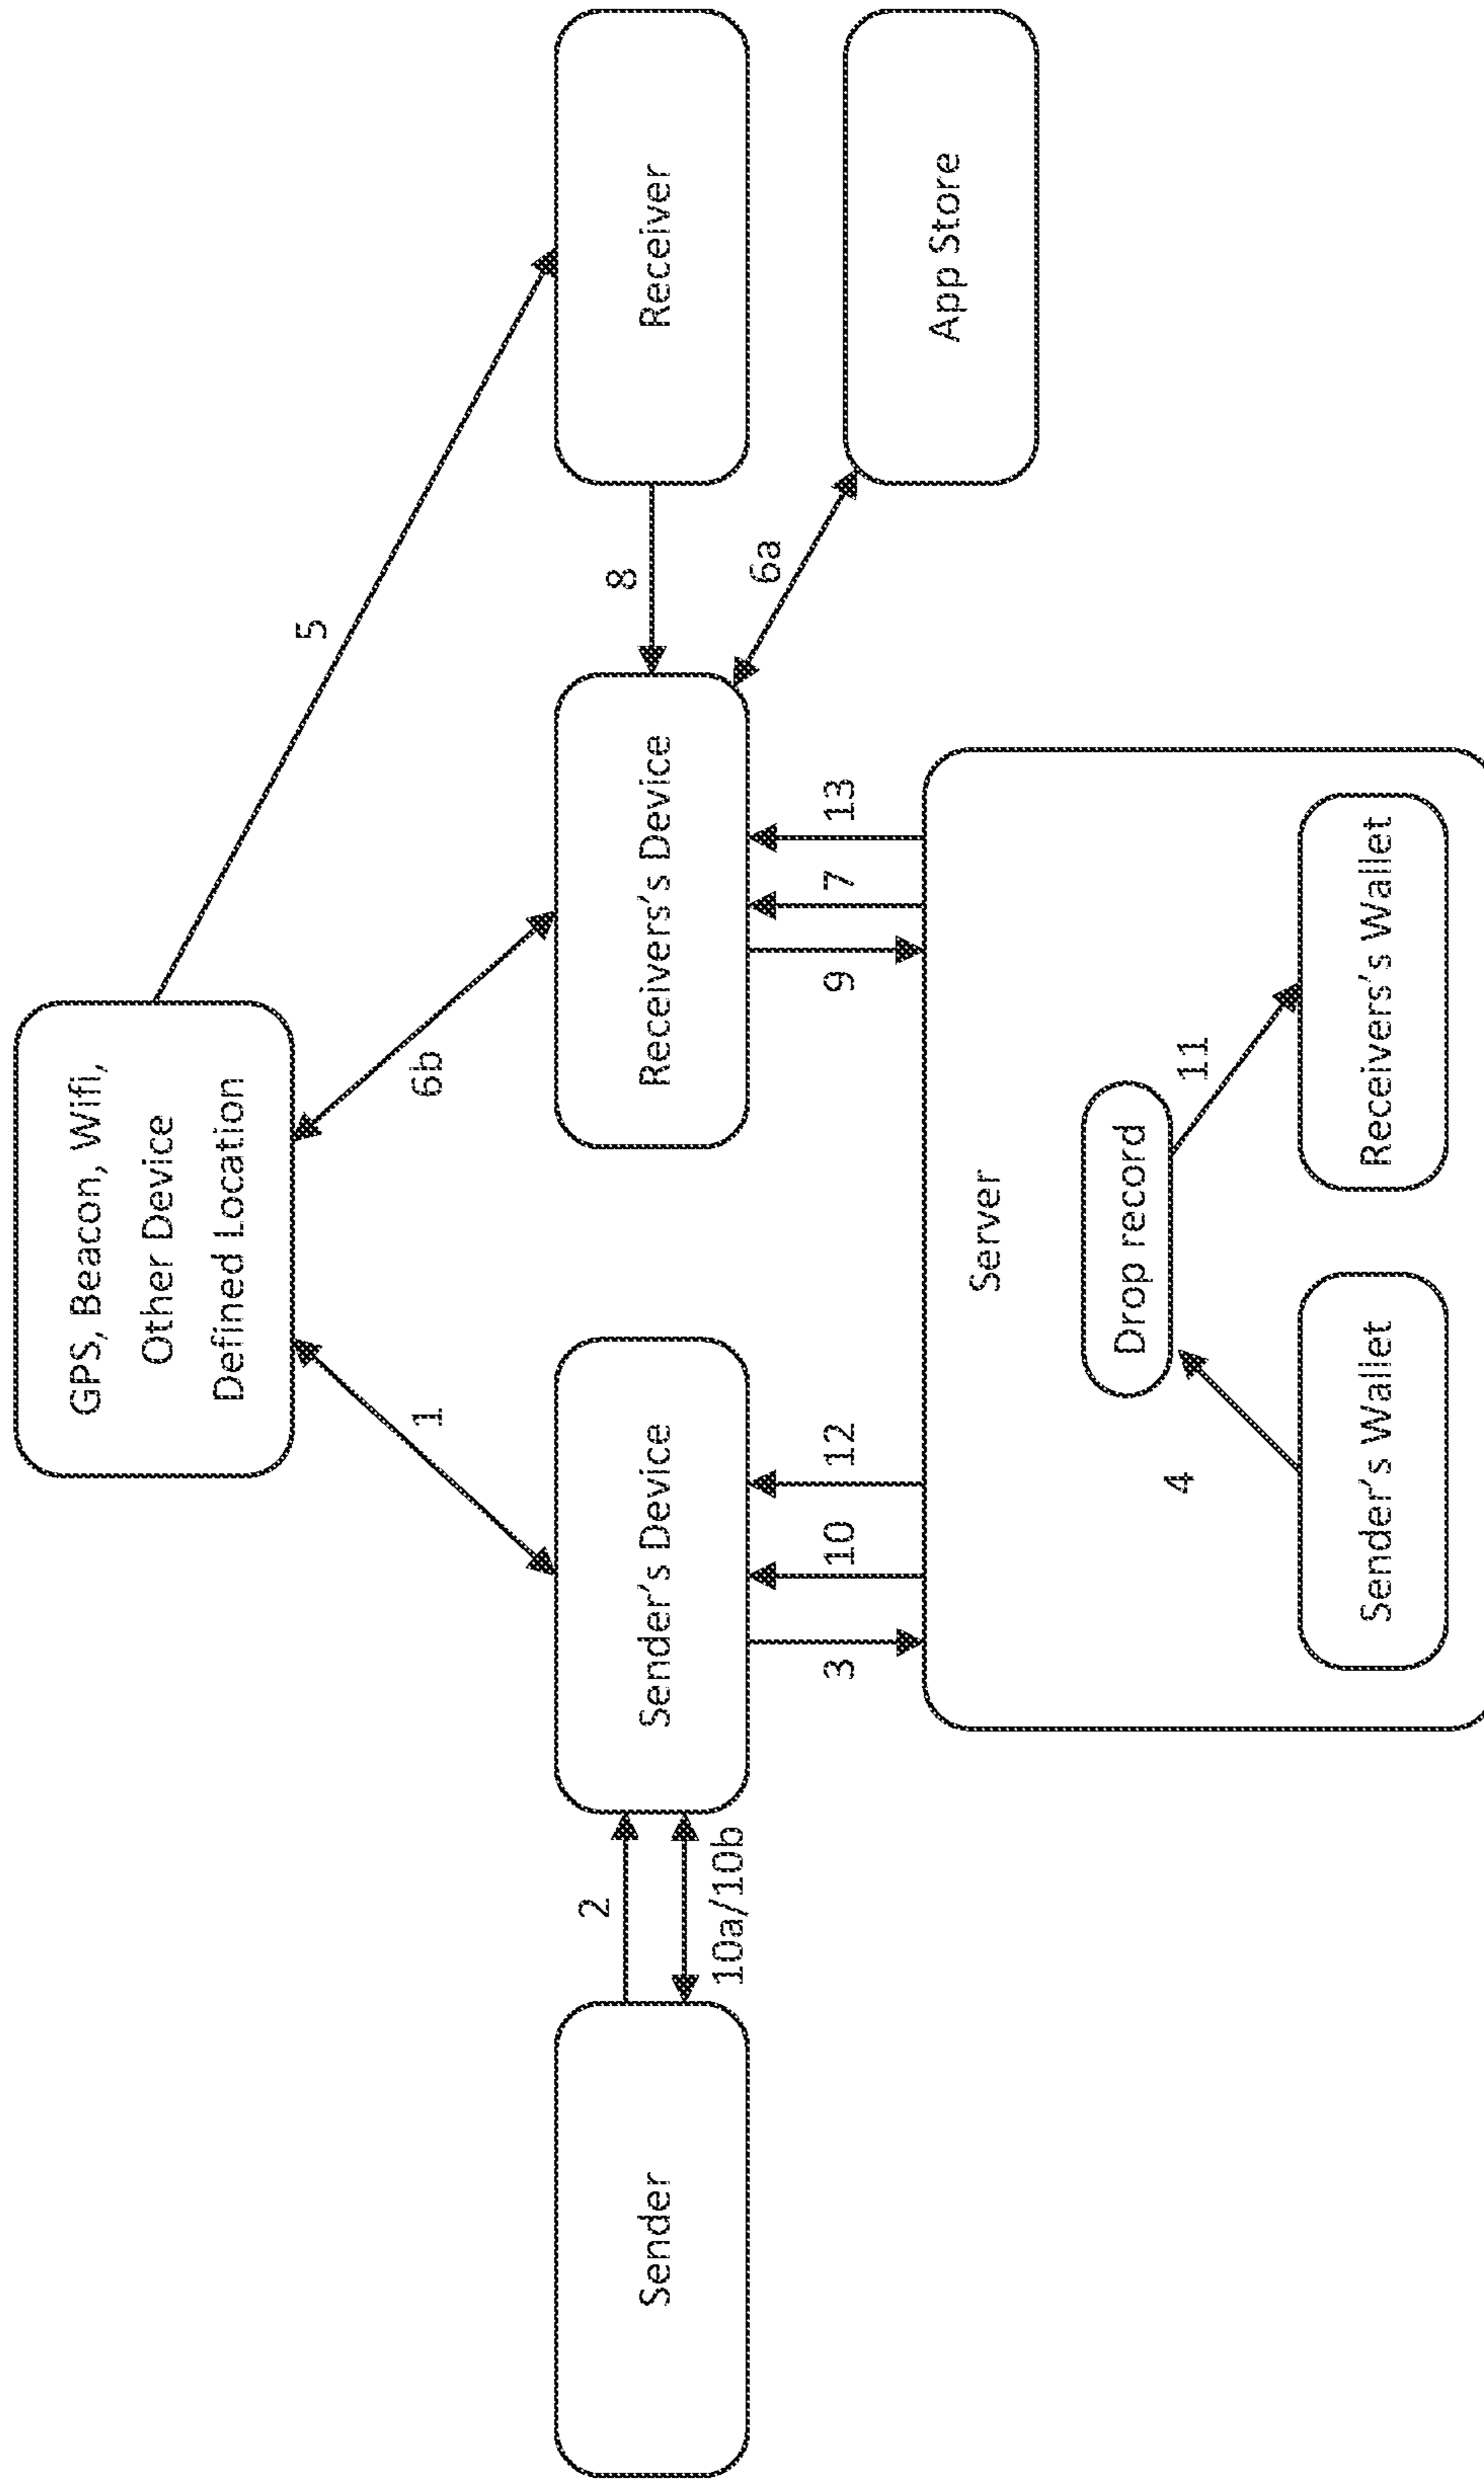 GPS, Beacon, Wifi,
Other Device
Defined Location
5
1
6b
Sender
2
10a/10b
Sender's Device
Receivers's Device
8
Receiver
6a
App Store
3
10
12
9
7
13
Server
Drop record
4
11
Sender's Wallet
Receivers's Wallet